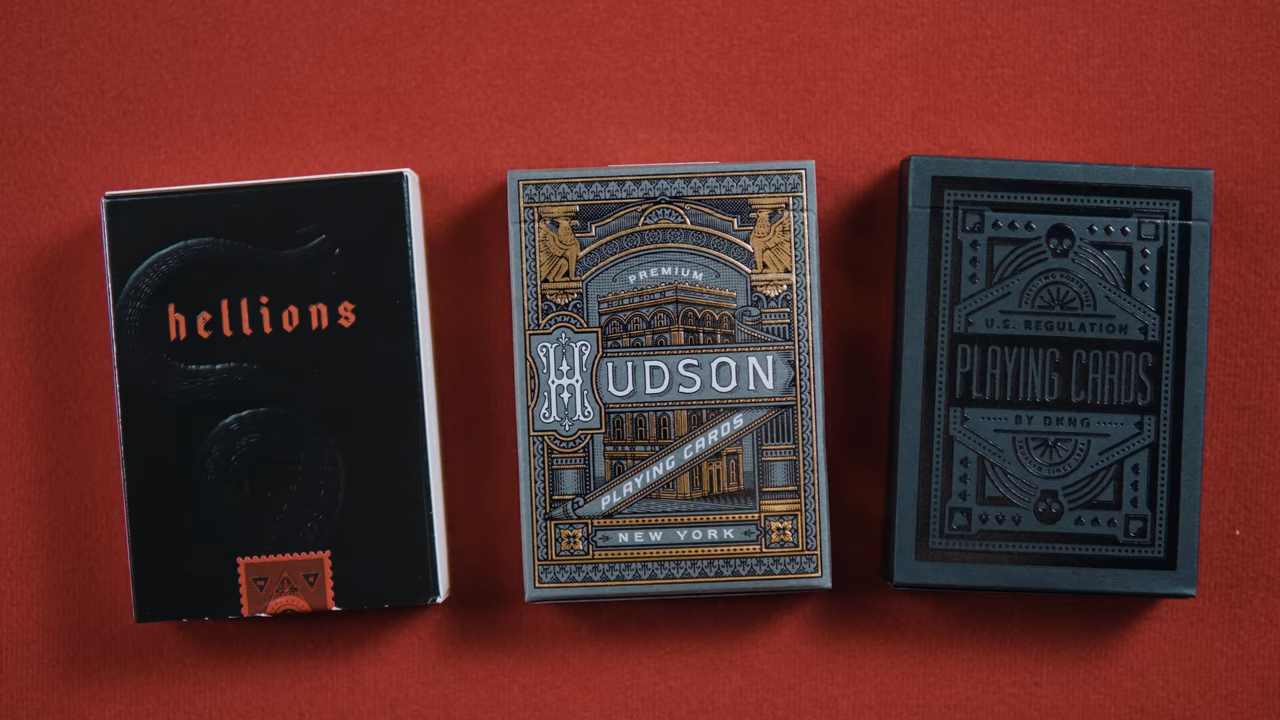 hellions
PREMIUM
HUDSON
PLAYING CARDS
NEW YORK
U.S. REGULATION
PLAYING CARDS
BY DKNG